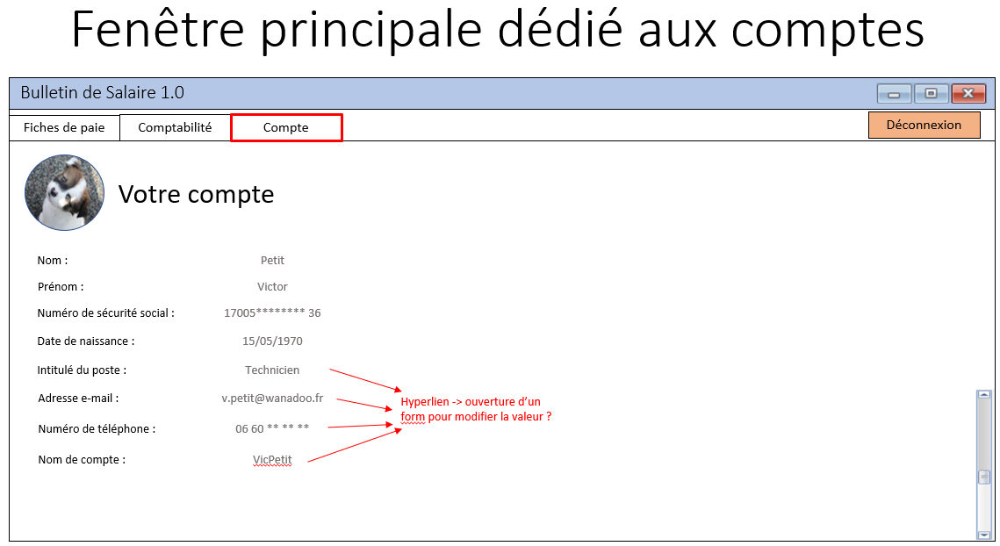 Fenêtre principale dédié aux comptes
Bulletin de Salaire 1.0
Fiches de paie
Comptabilité
Compte
Déconnexion
Votre compte
Nom : Petit
Prénom : Victor
Numéro de sécurité social : 17005******** 36
Date de naissance : 15/05/1970
Intitulé du poste : Technicien
Adresse e-mail : v.petit@wanadoo.fr
Numéro de téléphone : 06 60 ** ** **
Nom de compte : VicPetit
Hyperlien -> ouverture d’un
form pour modifier la valeur ?